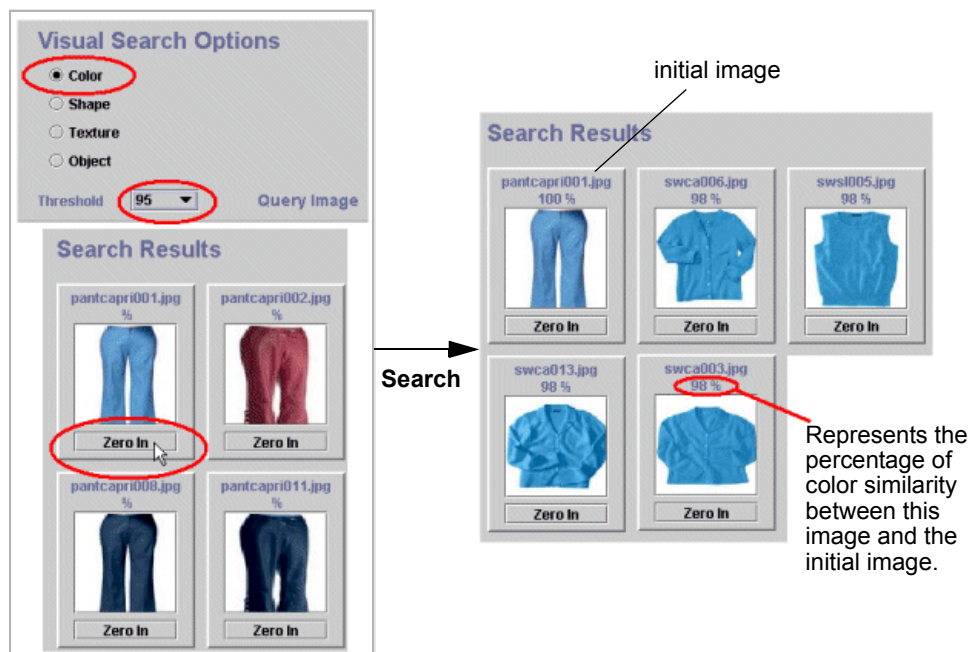 Visual Search Options
Color
Shape
Texture
Object
Threshold 95 Query Image
Search Results
pantcapri001.jpg
%
Zero In
pantcapri002.jpg
%
Zero In
pantcapri008.jpg
%
Zero In
pantcapri011.jpg
%
Zero In
Search
initial image
Search Results
pantcapri001.jpg
100 %
Zero In
swca006.jpg
98 %
Zero In
swsl005.jpg
98 %
Zero In
swca013.jpg
98 %
Zero In
swca003.jpg
98 %
Zero In
Represents the
percentage of
color similarity
between this
image and the
initial image.